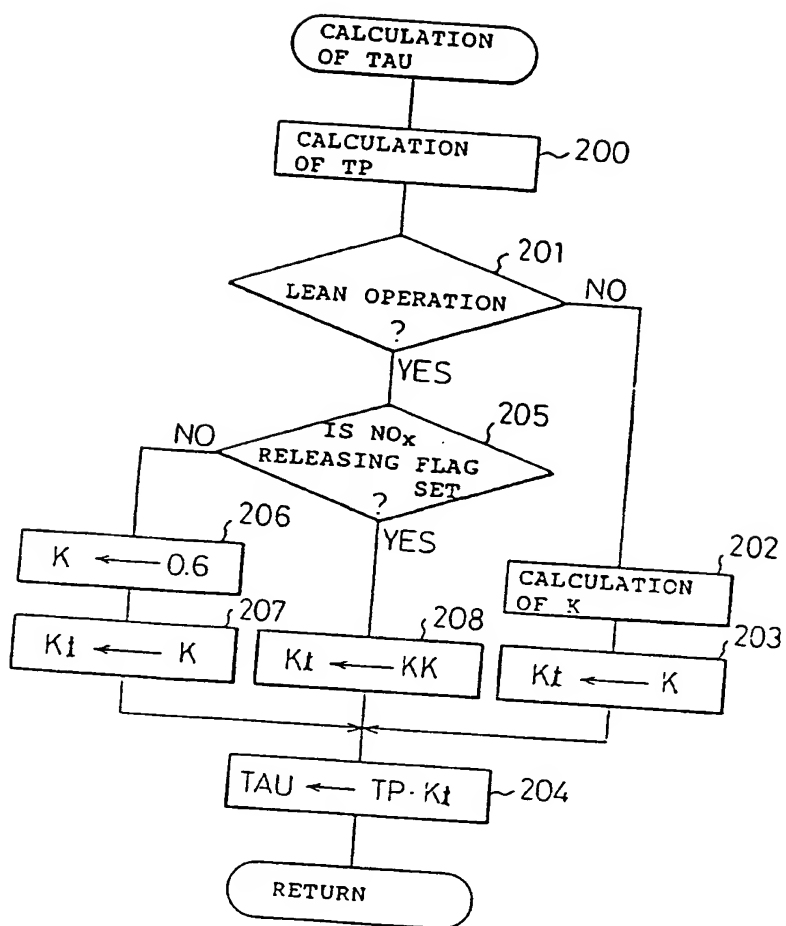 CALCULATION
OF TAU
CALCULATION
OF TP
200
201
LEAN OPERATION
?
NO
YES
205
IS NOx
RELEASING FLAG
SET
?
NO
YES
206
K ← 0.6
207
Kt ← K
208
Kt ← KK
202
CALCULATION
OF K
203
Kt ← K
TAU ← TP·Kt
204
RETURN